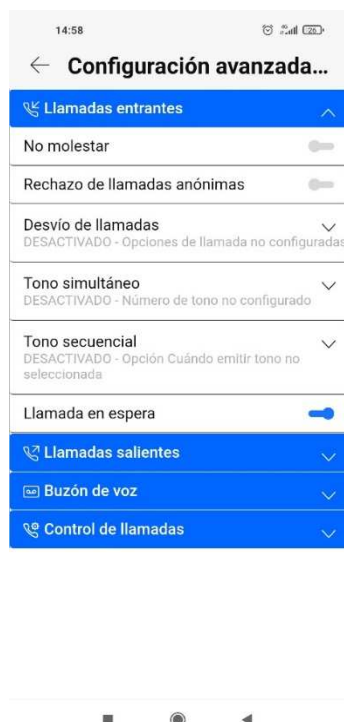 14:58
26
Configuración avanzada...
Llamadas entrantes
No molestar
Rechazo de llamadas anónimas
Desvío de llamadas
DESACTIVADO - Opciones de llamada no configuradas
Tono simultáneo
DESACTIVADO - Número de tono no configurado
Tono secuencial
DESACTIVADO - Opción Cuándo emitir tono no
seleccionada
Llamada en espera
Llamadas salientes
Buzón de voz
Control de llamadas